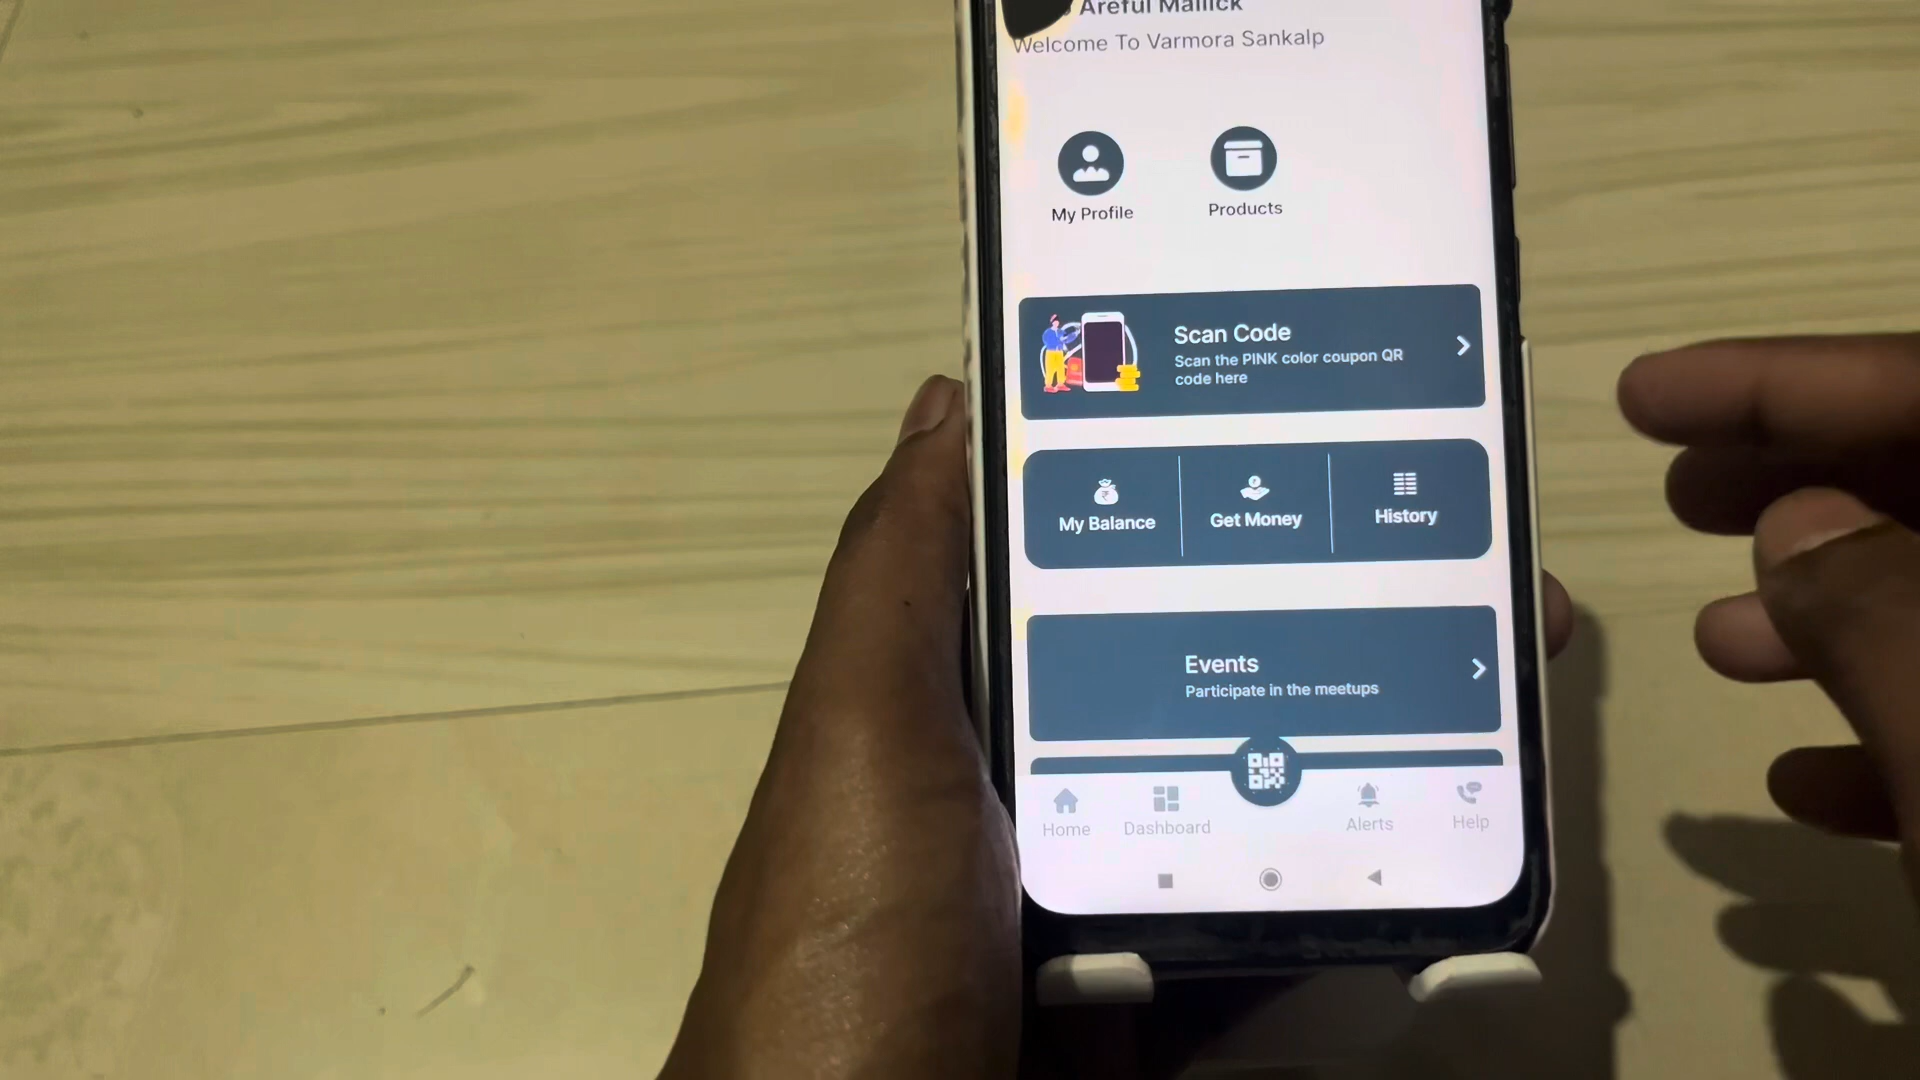 Areful Mallick
Welcome To Varmora Sankalp
My Profile
Products
Scan Code
Scan the PINK color coupon QR
code here
My Balance
Get Money
History
Events
Participate in the meetups
Home
Dashboard
Alerts
Help